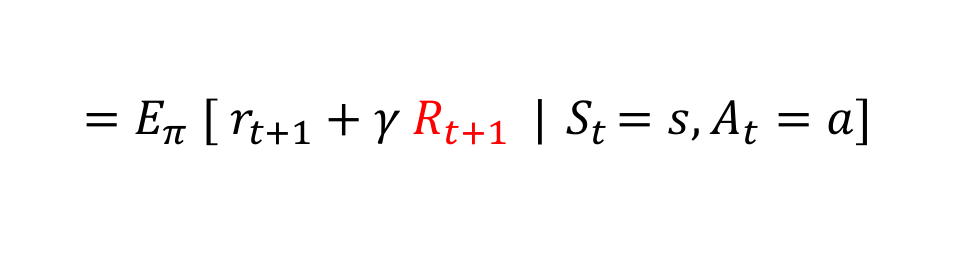 = E_π [ r_{t+1} + γ R_{t+1} | S_t = s, A_t = a]